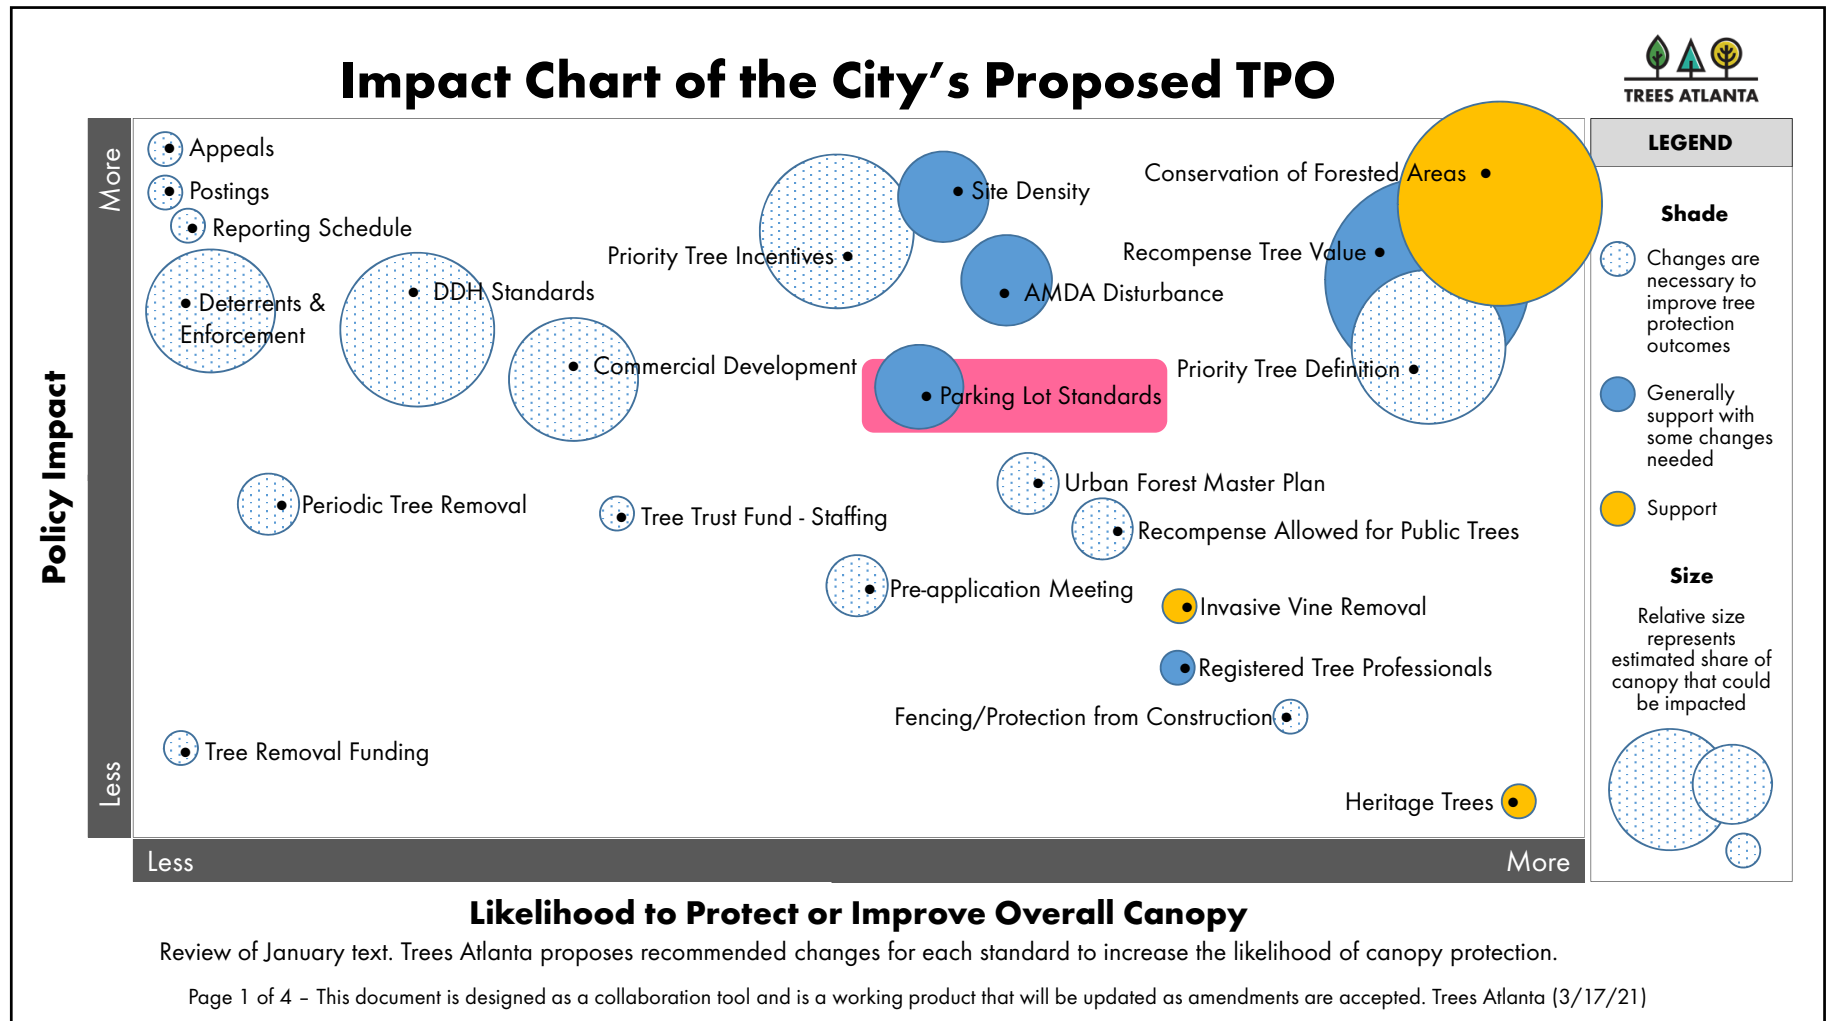 Impact Chart of the City's Proposed TPO
TREES ATLANTA
More
Policy Impact
Less
Appeals
Postings
Reporting Schedule
Deterrents &
Enforcement
DDH Standards
Priority Tree Incentives
Site Density
AMDA Disturbance
Conservation of Forested Areas
Recompense Tree Value
Commercial Development
Parking Lot Standards
Priority Tree Definition
Periodic Tree Removal
Tree Trust Fund - Staffing
Urban Forest Master Plan
Recompense Allowed for Public Trees
Pre-application Meeting
Invasive Vine Removal
Registered Tree Professionals
Fencing/Protection from Construction
Tree Removal Funding
Heritage Trees
Less
More
LEGEND
Shade
Changes are
necessary to
improve tree
protection
outcomes
Generally
support with
some changes
needed
Support
Size
Relative size
represents
estimated share of
canopy that could
be impacted
Likelihood to Protect or Improve Overall Canopy
Review of January text. Trees Atlanta proposes recommended changes for each standard to increase the likelihood of canopy protection.
Page 1 of 4 – This document is designed as a collaboration tool and is a working product that will be updated as amendments are accepted. Trees Atlanta (3/17/21)